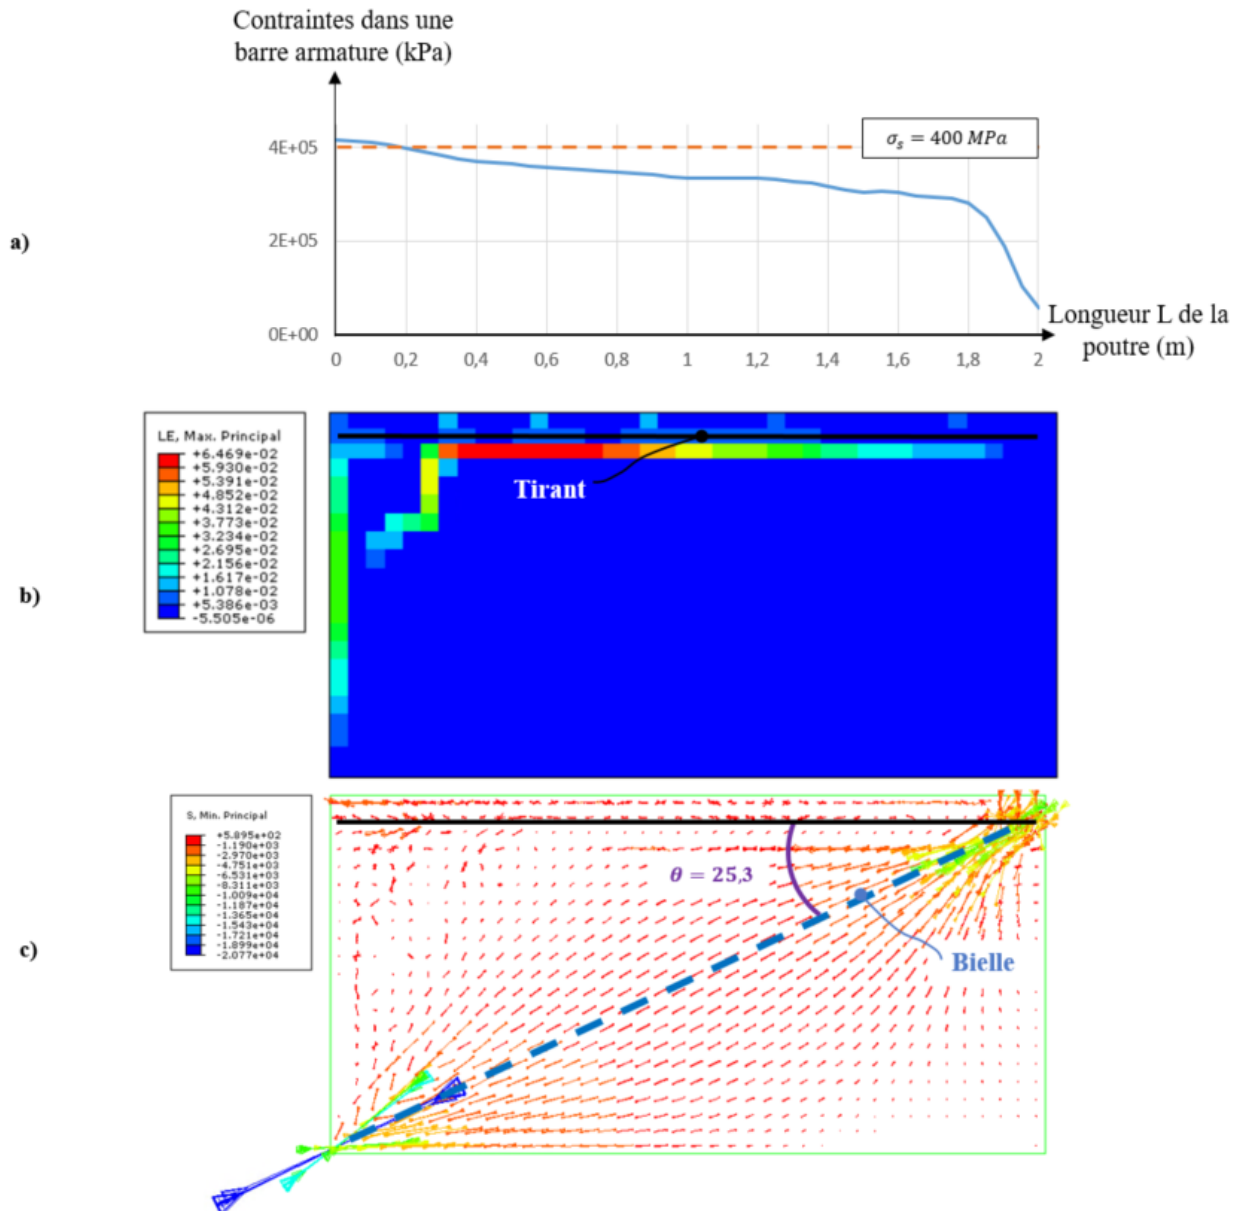 Contraintes dans une
barre armature (kPa)
σ_s = 400 MPa
4E+05
2E+05
0E+00
0 0,2 0,4 0,6 0,8 1 1,2 1,4 1,6 1,8 2
Longueur L de la
poutre (m)
a)
LE, Max. Principal
+6.469e-02
+5.930e-02
+5.391e-02
+4.852e-02
+4.312e-02
+3.773e-02
+3.234e-02
+2.695e-02
+2.156e-02
+1.617e-02
+1.078e-02
+5.386e-03
-5.505e-06
Tirant
b)
S, Min. Principal
+5.895e+02
-1.190e+03
-2.970e+03
-4.751e+03
-6.531e+03
-8.311e+03
-1.009e+04
-1.187e+04
-1.365e+04
-1.543e+04
-1.721e+04
-1.899e+04
-2.077e+04
θ = 25,3
Bielle
c)